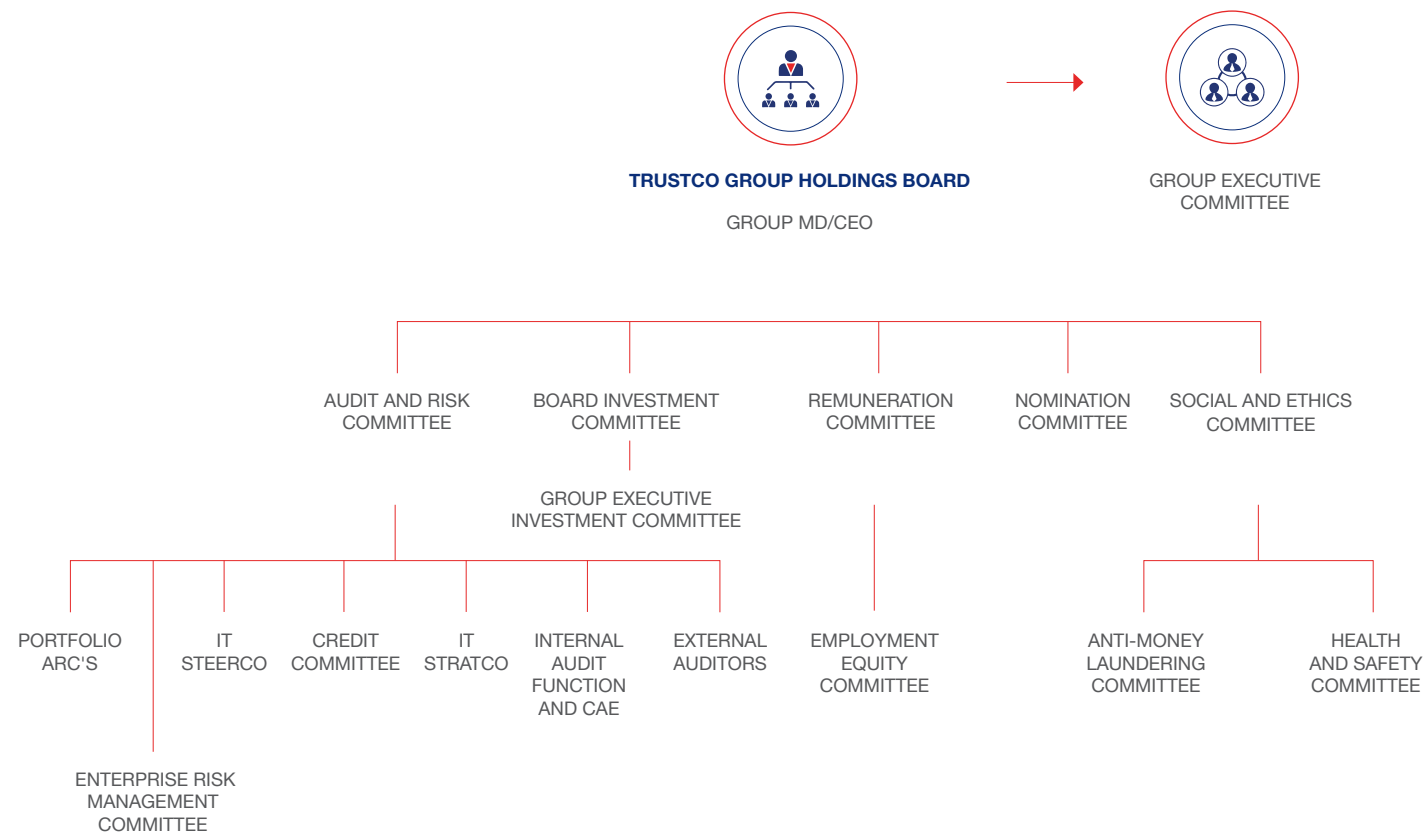 TRUSTCO GROUP HOLDINGS BOARD
GROUP MD/CEO
GROUP EXECUTIVE
COMMITTEE
AUDIT AND RISK
COMMITTEE
BOARD INVESTMENT
COMMITTEE
REMUNERATION
COMMITTEE
NOMINATION
COMMITTEE
SOCIAL AND ETHICS
COMMITTEE
GROUP EXECUTIVE
INVESTMENT COMMITTEE
PORTFOLIO
ARC'S
IT
STEERCO
CREDIT
COMMITTEE
IT
STRATCO
INTERNAL
AUDIT
FUNCTION
AND CAE
EXTERNAL
AUDITORS
EMPLOYMENT
EQUITY
COMMITTEE
ANTI-MONEY
LAUNDERING
COMMITTEE
HEALTH
AND SAFETY
COMMITTEE
ENTERPRISE RISK
MANAGEMENT
COMMITTEE